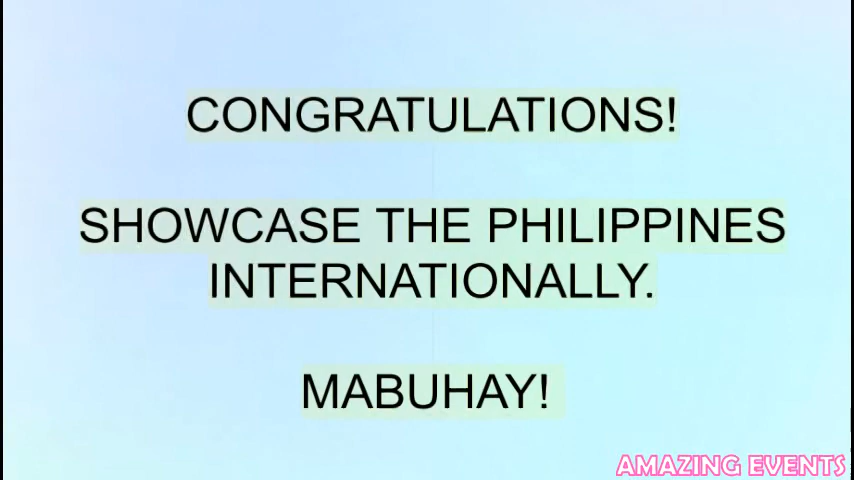 CONGRATULATIONS!
SHOWCASE THE PHILIPPINES
INTERNATIONALLY.
MABUHAY!
AMAZING EVENTS